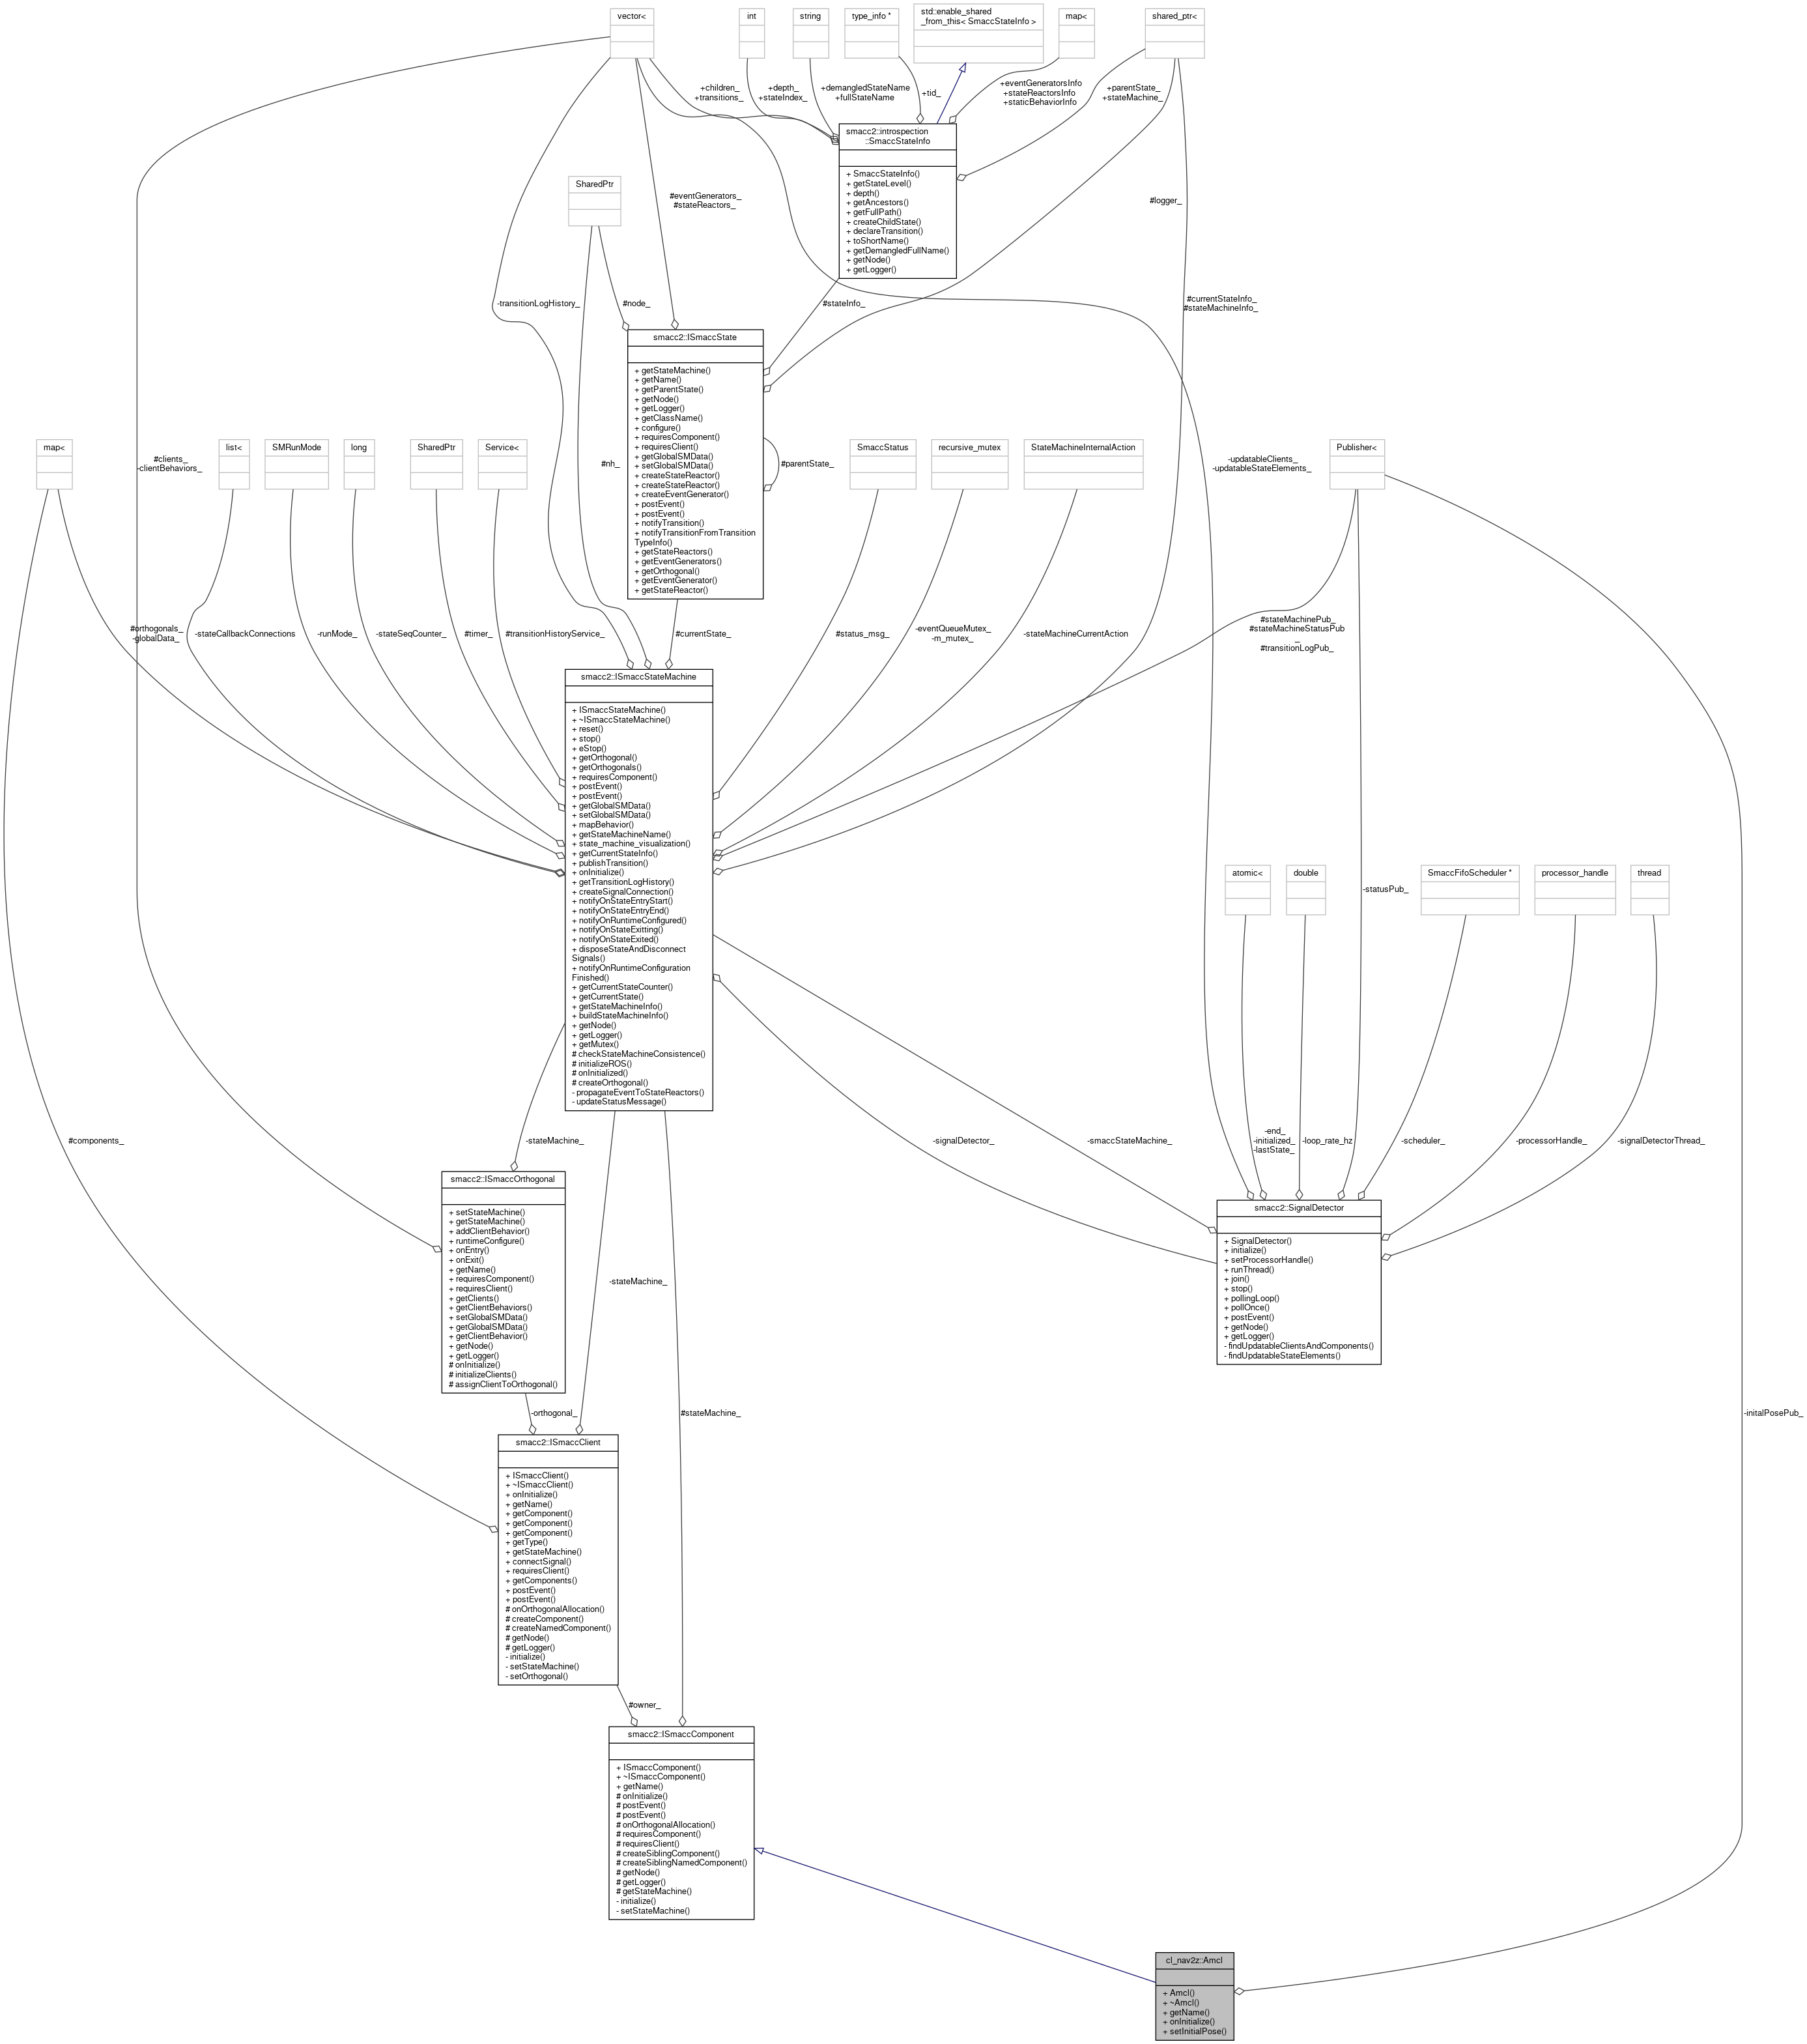 vector<
int
string
type_info *
std::enable_shared
_from_this< SmaccStateInfo >
map<
shared_ptr<
+children_
+transitions_
+depth_
+stateIndex_
+demangledStateName
+fullStateName
+tid_
+eventGeneratorsInfo
+stateReactorsInfo
+staticBehaviorInfo
+parentState_
+stateMachine_
smacc2::introspection
::SmaccStateInfo
+ SmaccStateInfo()
+ getStateLevel()
+ depth()
+ getAncestors()
+ getFullPath()
+ createChildState()
+ declareTransition()
+ toShortName()
+ getDemangledFullName()
+ getNode()
+ getLogger()
SharedPtr
#eventGenerators_
#stateReactors_
#logger_
-transitionLogHistory_
#node_
#stateInfo_
#currentStateInfo_
#stateMachineInfo_
smacc2::ISmaccState
+ getStateMachine()
+ getName()
+ getParentState()
+ getNode()
+ getLogger()
+ getClassName()
+ configure()
+ requiresComponent()
+ requiresClient()
+ getGlobalSMData()
+ setGlobalSMData()
+ createStateReactor()
+ createStateReactor()
+ createEventGenerator()
+ postEvent()
+ postEvent()
+ notifyTransition()
+ notifyTransitionFromTransition
TypeInfo()
+ getStateReactors()
+ getEventGenerators()
+ getOrthogonal()
+ getEventGenerator()
+ getStateReactor()
map<
list<
SMRunMode
long
SharedPtr
Service<
SmaccStatus
recursive_mutex
StateMachineInternalAction
Publisher<
#clients_
-clientBehaviors_
#nh_
#parentState_
-updatableClients_
-updatableStateElements_
#orthogonals_
-globalData_
-stateCallbackConnections
-runMode_
-stateSeqCounter_
#timer_
#transitionHistoryService_
#currentState_
#status_msg_
-eventQueueMutex_
-m_mutex_
-stateMachineCurrentAction
#stateMachinePub_
#stateMachineStatusPub
_
#transitionLogPub_
smacc2::ISmaccStateMachine
+ ISmaccStateMachine()
+ ~ISmaccStateMachine()
+ reset()
+ stop()
+ eStop()
+ getOrthogonal()
+ getOrthogonals()
+ requiresComponent()
+ postEvent()
+ postEvent()
+ getGlobalSMData()
+ setGlobalSMData()
+ mapBehavior()
+ getStateMachineName()
+ state_machine_visualization()
+ getCurrentStateInfo()
+ publishTransition()
+ onInitialize()
+ getTransitionLogHistory()
+ createSignalConnection()
+ notifyOnStateEntryStart()
+ notifyOnStateEntryEnd()
+ notifyOnRuntimeConfigured()
+ notifyOnStateExitting()
+ notifyOnStateExited()
+ disposeStateAndDisconnect
Signals()
+ notifyOnRuntimeConfiguration
Finished()
+ getCurrentStateCounter()
+ getCurrentState()
+ getStateMachineInfo()
+ buildStateMachineInfo()
+ getNode()
+ getLogger()
+ getMutex()
# checkStateMachineConsistence()
# initializeROS()
# onInitialized()
# createOrthogonal()
- propagateEventToStateReactors()
- updateStatusMessage()
atomic<
double
SmaccFifoScheduler *
processor_handle
thread
-statusPub_
#components_
-stateMachine_
-signalDetector_
-smaccStateMachine_
-end_
-initialized_
-lastState_
-loop_rate_hz
-scheduler_
-processorHandle_
-signalDetectorThread_
smacc2::ISmaccOrthogonal
+ setStateMachine()
+ getStateMachine()
+ addClientBehavior()
+ runtimeConfigure()
+ onEntry()
+ onExit()
+ getName()
+ requiresComponent()
+ requiresClient()
+ getClients()
+ getClientBehaviors()
+ setGlobalSMData()
+ getGlobalSMData()
+ getClientBehavior()
+ getNode()
+ getLogger()
# onInitialize()
# initializeClients()
# assignClientToOrthogonal()
smacc2::SignalDetector
+ SignalDetector()
+ initialize()
+ setProcessorHandle()
+ runThread()
+ join()
+ stop()
+ pollingLoop()
+ pollOnce()
+ postEvent()
+ getNode()
+ getLogger()
- findUpdatableClientsAndComponents()
- findUpdatableStateElements()
-stateMachine_
-orthogonal_
#stateMachine_
-initalPosePub_
smacc2::ISmaccClient
+ ISmaccClient()
+ ~ISmaccClient()
+ onInitialize()
+ getName()
+ getComponent()
+ getComponent()
+ getComponent()
+ getType()
+ getStateMachine()
+ connectSignal()
+ requiresClient()
+ getComponents()
+ postEvent()
+ postEvent()
# onOrthogonalAllocation()
# createComponent()
# createNamedComponent()
# getNode()
# getLogger()
- initialize()
- setStateMachine()
- setOrthogonal()
#owner_
smacc2::ISmaccComponent
+ ISmaccComponent()
+ ~ISmaccComponent()
+ getName()
# onInitialize()
# postEvent()
# postEvent()
# onOrthogonalAllocation()
# requiresComponent()
# requiresClient()
# createSiblingComponent()
# createSiblingNamedComponent()
# getNode()
# getLogger()
# getStateMachine()
- initialize()
- setStateMachine()
cl_nav2z::Amcl
+ Amcl()
+ ~Amcl()
+ getName()
+ onInitialize()
+ setInitialPose()